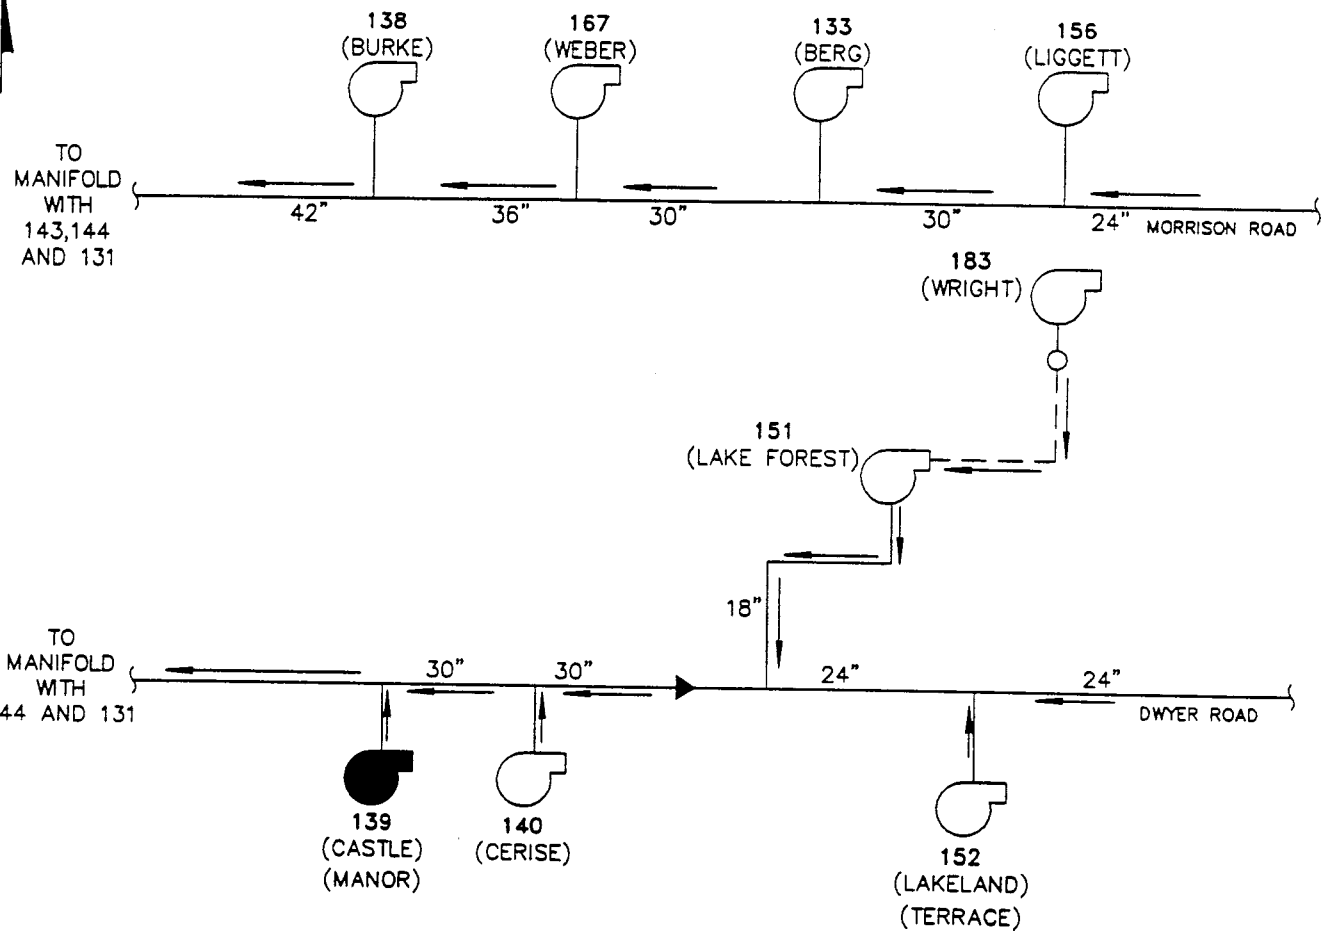 138
(BURKE)
167
(WEBER)
133
(BERG)
156
(LIGGETT)
TO
MANIFOLD
WITH
143,144
AND 131
42"
36"
30"
30"
24"
MORRISON ROAD
183
(WRIGHT)
151
(LAKE FOREST)
18"
TO
MANIFOLD
WITH
44 AND 131
30"
30"
24"
24"
DWYER ROAD
139
(CASTLE)
(MANOR)
140
(CERISE)
152
(LAKELAND)
(TERRACE)